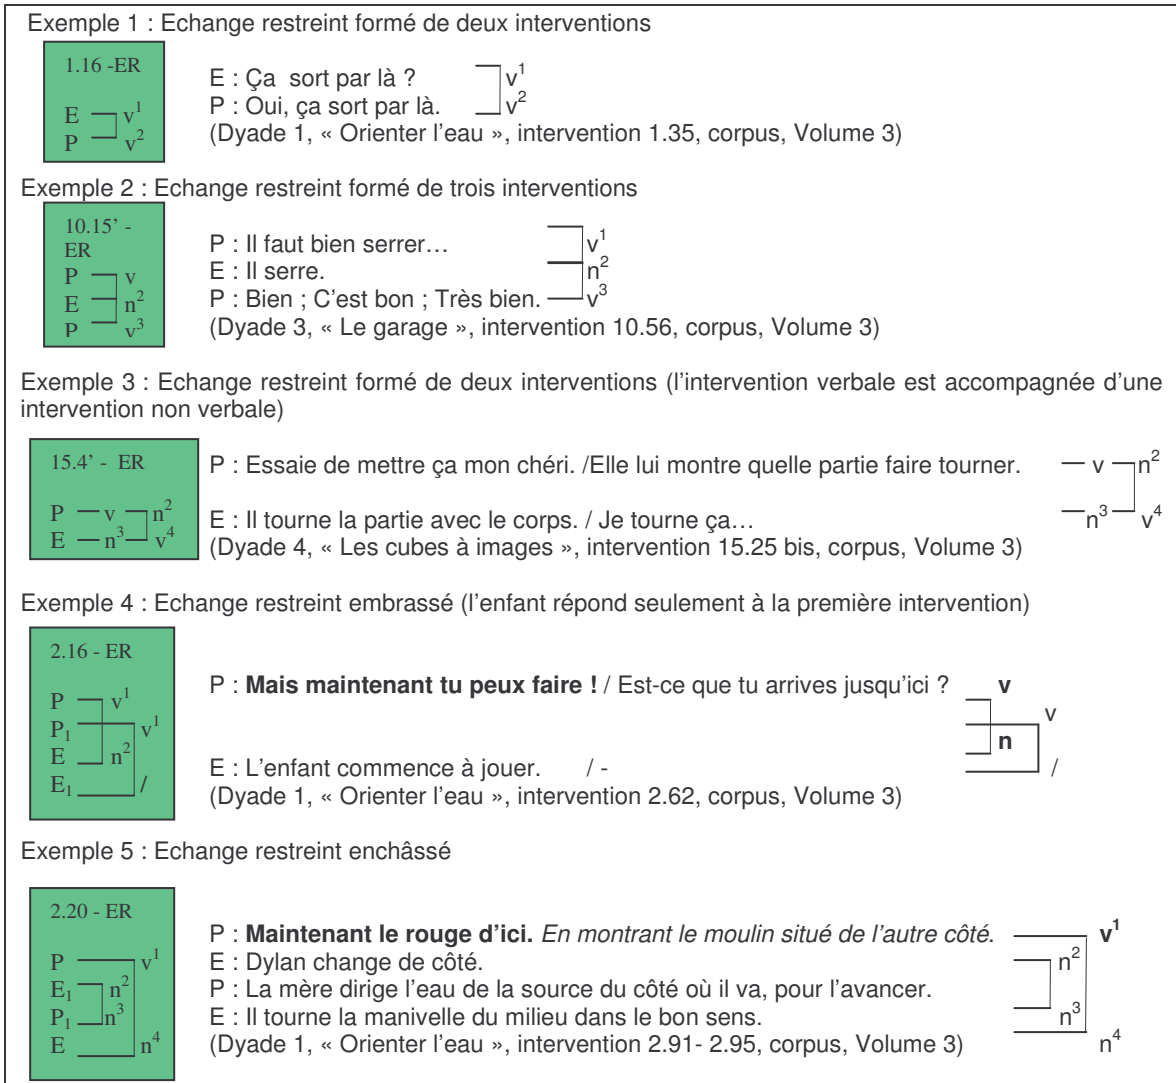 Exemple 1 : Echange restreint formé de deux interventions
1.16 -ER
E v1
P v2
E : Ça sort par là ? v1
P : Oui, ça sort par là. v2
(Dyade 1, « Orienter l'eau », intervention 1.35, corpus, Volume 3)
Exemple 2 : Echange restreint formé de trois interventions
10.15’ -
ER
P v
E n2
P v3
P : Il faut bien serrer… v1
E : Il serre. n2
P : Bien ; C'est bon ; Très bien. v3
(Dyade 3, « Le garage », intervention 10.56, corpus, Volume 3)
Exemple 3 : Echange restreint formé de deux interventions (l'intervention verbale est accompagnée d'une
intervention non verbale)
15.4’ - ER
P v n2
E n3 v4
P : Essaie de mettre ça mon chéri. /Elle lui montre quelle partie faire tourner. v n2
E : Il tourne la partie avec le corps. / Je tourne ça… n3 v4
(Dyade 4, « Les cubes à images », intervention 15.25 bis, corpus, Volume 3)
Exemple 4 : Echange restreint embrassé (l'enfant répond seulement à la première intervention)
2.16 - ER
P v1
P1 v1
E n2
E1 /
P : Mais maintenant tu peux faire ! / Est-ce que tu arrives jusqu'ici ? v
v
n
E : L'enfant commence à jouer. / - /
(Dyade 1, « Orienter l'eau », intervention 2.62, corpus, Volume 3)
Exemple 5 : Echange restreint enchâssé
2.20 - ER
P v1
E1 n2
P1 n3
E n4
P : Maintenant le rouge d'ici. En montrant le moulin situé de l'autre côté. v1
E : Dylan change de côté. n2
P : La mère dirige l'eau de la source du côté où il va, pour l'avancer. n3
E : Il tourne la manivelle du milieu dans le bon sens.
(Dyade 1, « Orienter l'eau », intervention 2.91- 2.95, corpus, Volume 3) n4